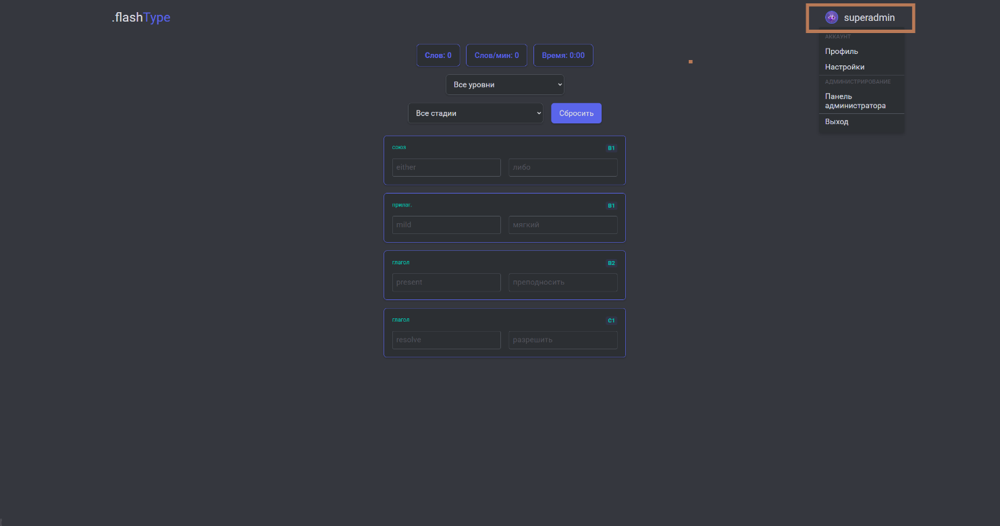 .flashType
superadmin
АККАУНТ
Профиль
Настройки
АДМИНИСТРИРОВАНИЕ
Панель
администратора
Выход
Слов: 0
Слов/мин: 0
Время: 0:00
Все уровни
Все стадии
Сбросить
союз
B1
either
либо
прилаг.
B1
mild
мягкий
глагол
B2
present
преподносить
глагол
C1
resolve
разрешить